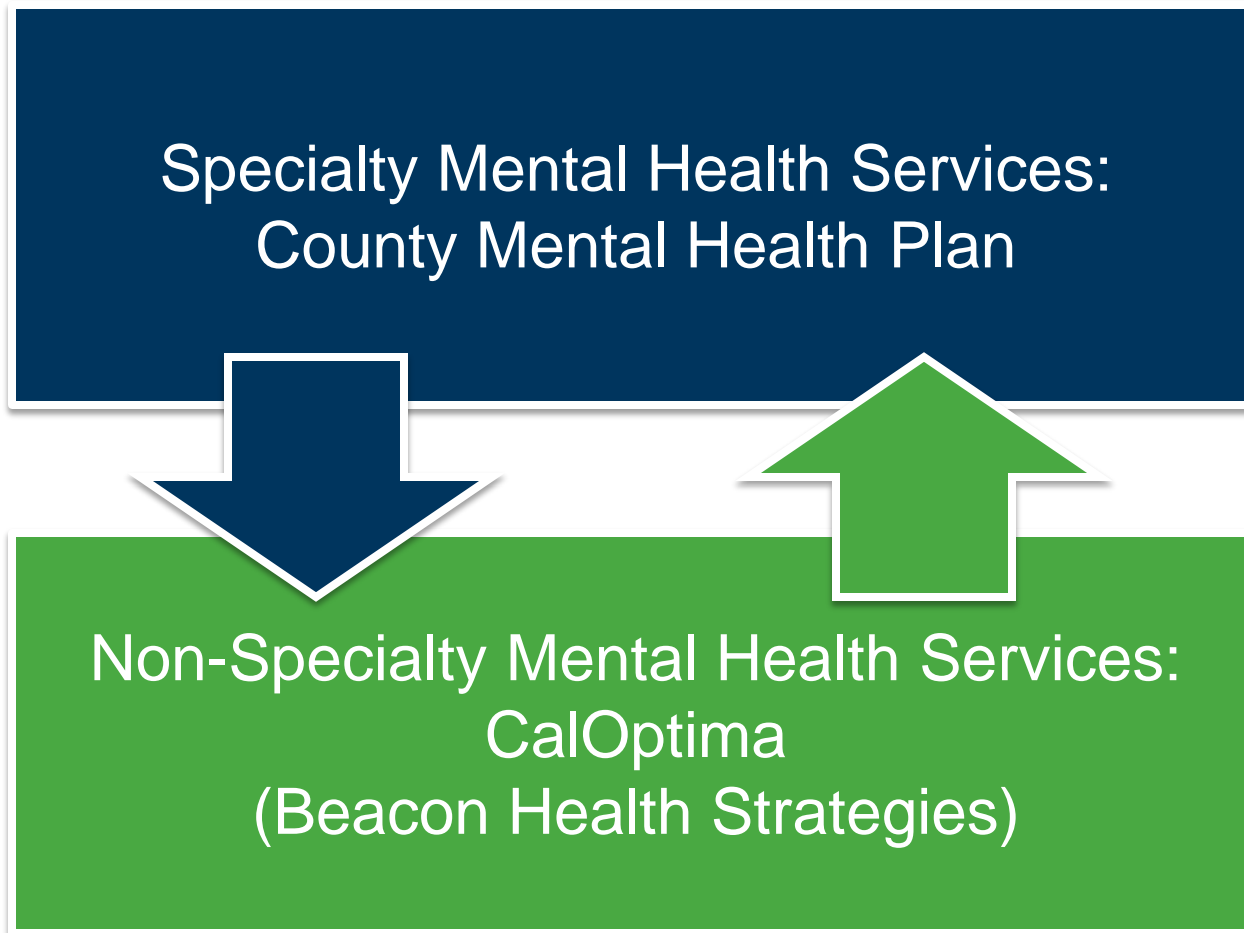 Specialty Mental Health Services:
County Mental Health Plan
Non-Specialty Mental Health Services:
CalOptima
(Beacon Health Strategies)